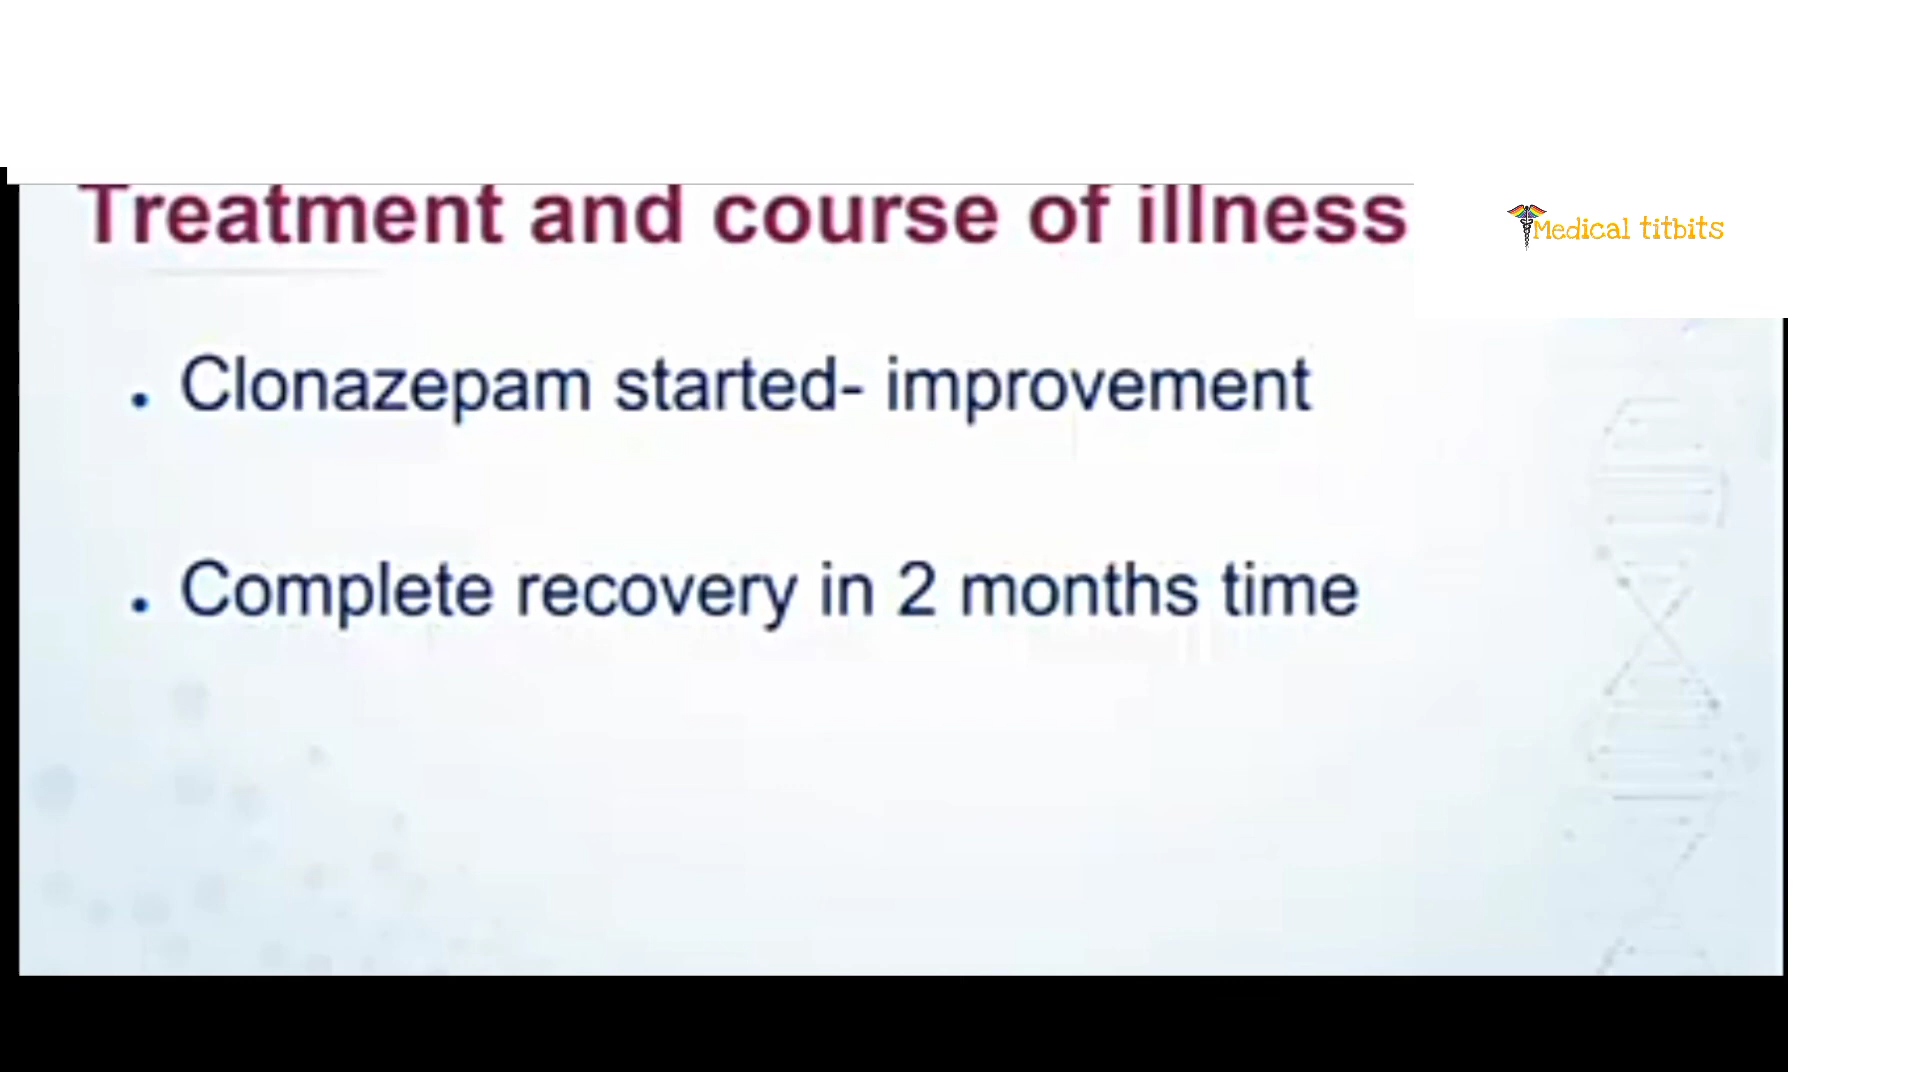 Treatment and course of illness
Medical titbits
• Clonazepam started- improvement
• Complete recovery in 2 months time